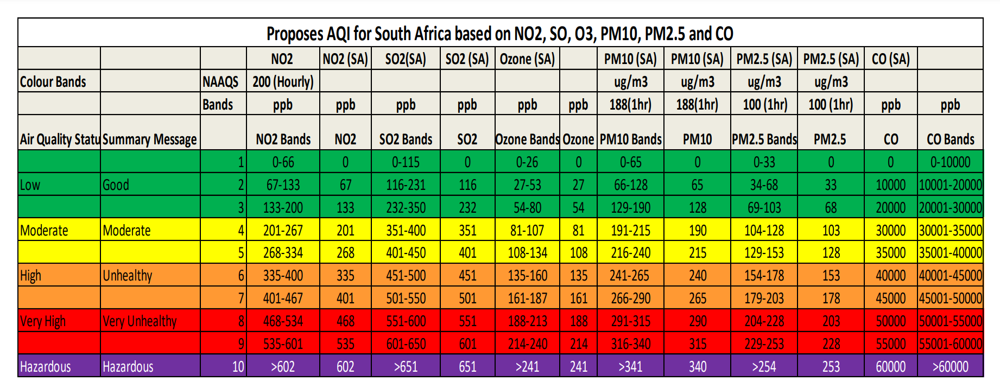 Proposes AQI for South Africa based on NO2, SO, O3, PM10, PM2.5 and CO
NO2 NO2 (SA) SO2(SA) SO2 (SA) Ozone (SA) PM10 (SA) PM10 (SA) PM2.5 (SA) PM2.5 (SA) CO (SA)
Colour Bands NAAQS 200 (Hourly) ug/m3 ug/m3 ug/m3 ug/m3
Bands ppb ppb ppb ppb ppb ppb 188(1hr) 188(1hr) 100 (1hr) 100 (1hr) ppb ppb
Air Quality Statu Summary Message NO2 Bands NO2 SO2 Bands SO2 Ozone Bands Ozone PM10 Bands PM10 PM2.5 Bands PM2.5 CO CO Bands
1 0-66 0 0-115 0 0-26 0 0-65 0 0-33 0 0 0-10000
Low Good 2 67-133 67 116-231 116 27-53 27 66-128 65 34-68 33 10000 10001-20000
3 133-200 133 232-350 232 54-80 54 129-190 128 69-103 68 20000 20001-30000
Moderate Moderate 4 201-267 201 351-400 351 81-107 81 191-215 190 104-128 103 30000 30001-35000
5 268-334 268 401-450 401 108-134 108 216-240 215 129-153 128 35000 35001-40000
High Unhealthy 6 335-400 335 451-500 451 135-160 135 241-265 240 154-178 153 40000 40001-45000
7 401-467 401 501-550 501 161-187 161 266-290 265 179-203 178 45000 45001-50000
Very High Very Unhealthy 8 468-534 468 551-600 551 188-213 188 291-315 290 204-228 203 50000 50001-55000
9 535-601 535 601-650 601 214-240 214 316-340 315 229-253 228 55000 55001-60000
Hazardous Hazardous 10 >602 602 >651 651 >241 241 >341 340 >254 253 60000 >60000